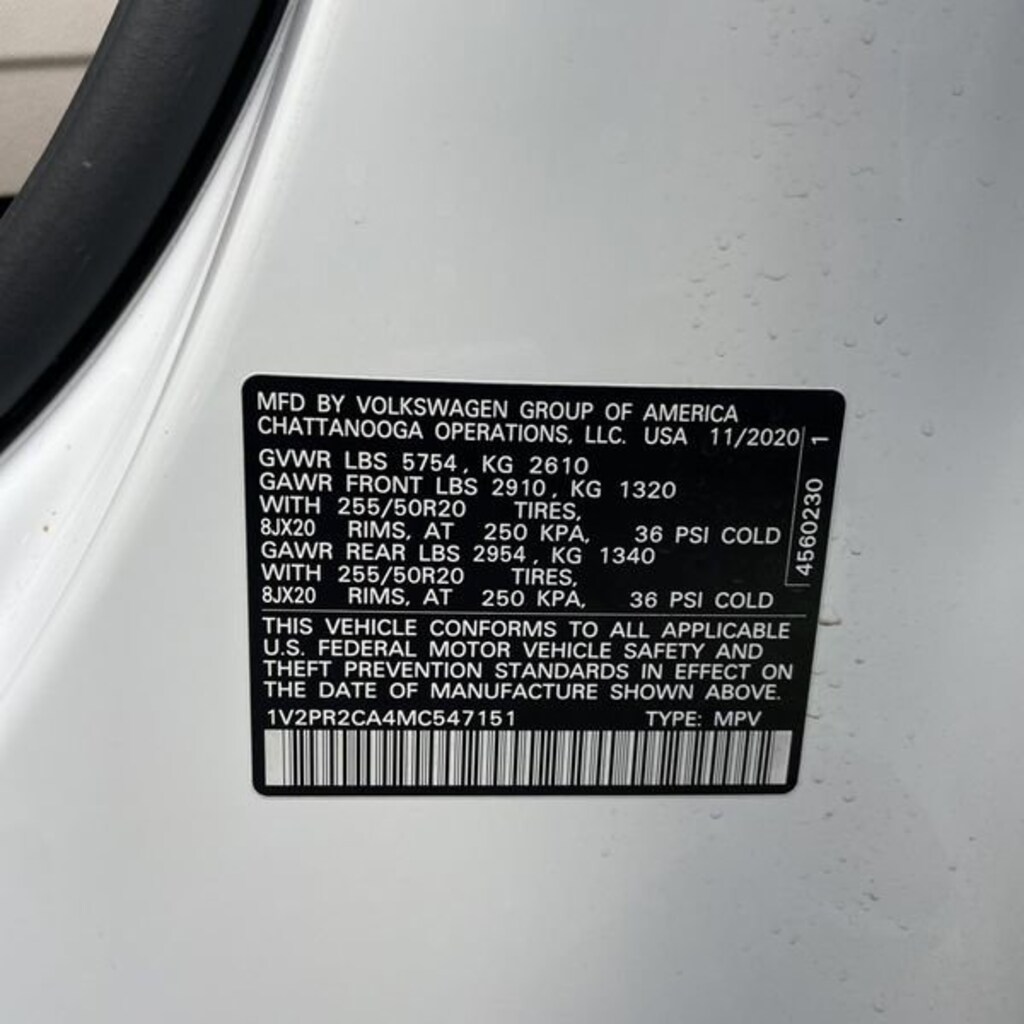 MFD BY VOLKSWAGEN GROUP OF AMERICA
CHATTANOOGA OPERATIONS, LLC. USA 11/2020
GVWR LBS 5754, KG 2610
GAWR FRONT LBS 2910, KG 1320
WITH 255/50R20 TIRES,
8JX20 RIMS, AT 250 KPA, 36 PSI COLD
GAWR REAR LBS 2954, KG 1340
WITH 255/50R20 TIRES,
8JX20 RIMS, AT 250 KPA, 36 PSI COLD
THIS VEHICLE CONFORMS TO ALL APPLICABLE
U.S. FEDERAL MOTOR VEHICLE SAFETY AND
THEFT PREVENTION STANDARDS IN EFFECT ON
THE DATE OF MANUFACTURE SHOWN ABOVE.
1V2PR2CA4MC547151 TYPE: MPV
4560230 1